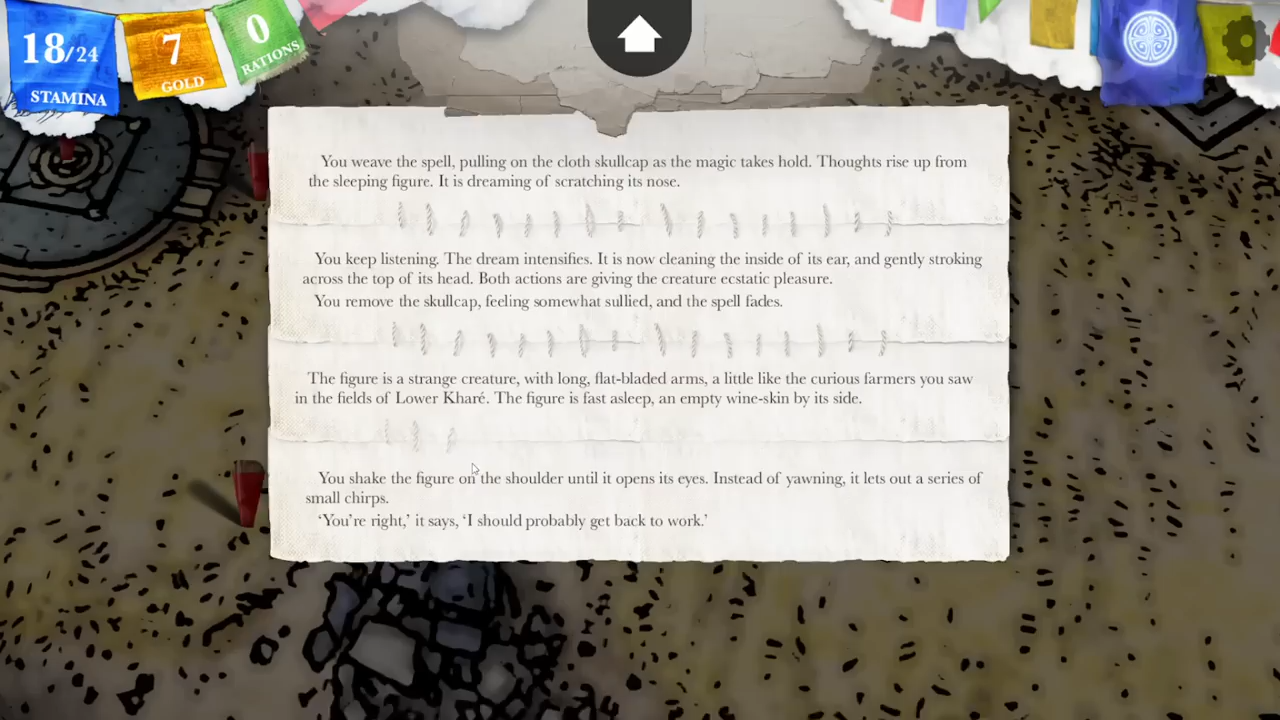 18/24
STAMINA
7
GOLD
0
RATIONS
You weave the spell, pulling on the cloth skullcap as the magic takes hold. Thoughts rise up from
the sleeping figure. It is dreaming of scratching its nose.
You keep listening. The dream intensifies. It is now cleaning the inside of its ear, and gently stroking
across the top of its head. Both actions are giving the creature ecstatic pleasure.
You remove the skullcap, feeling somewhat sullied, and the spell fades.
The figure is a strange creature, with long, flat-bladed arms, a little like the curious farmers you saw
in the fields of Lower Kharé. The figure is fast asleep, an empty wine-skin by its side.
You shake the figure on the shoulder until it opens its eyes. Instead of yawning, it lets out a series of
small chirps.
‘You’re right,’ it says, ‘I should probably get back to work.’